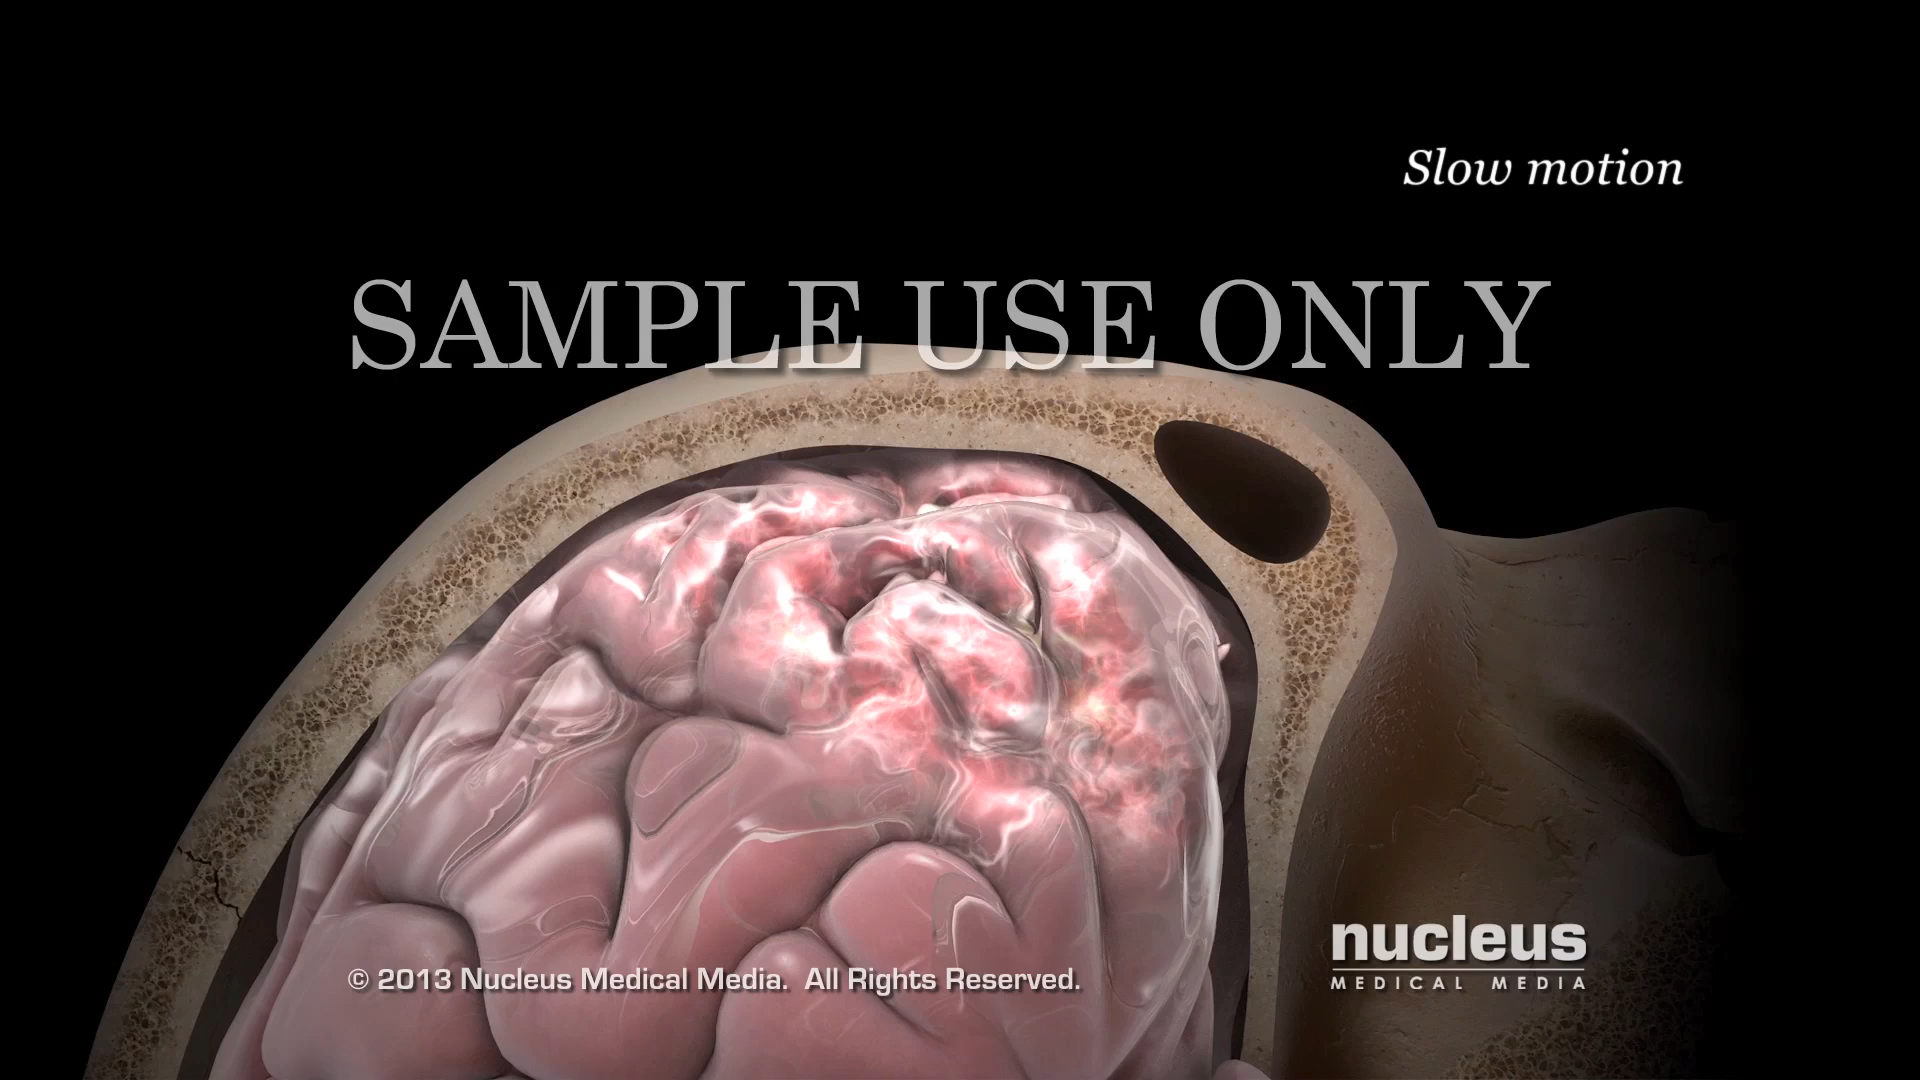 Slow motion
SAMPLE USE ONLY
nucleus
MEDICAL MEDIA
© 2013 Nucleus Medical Media. All Rights Reserved.